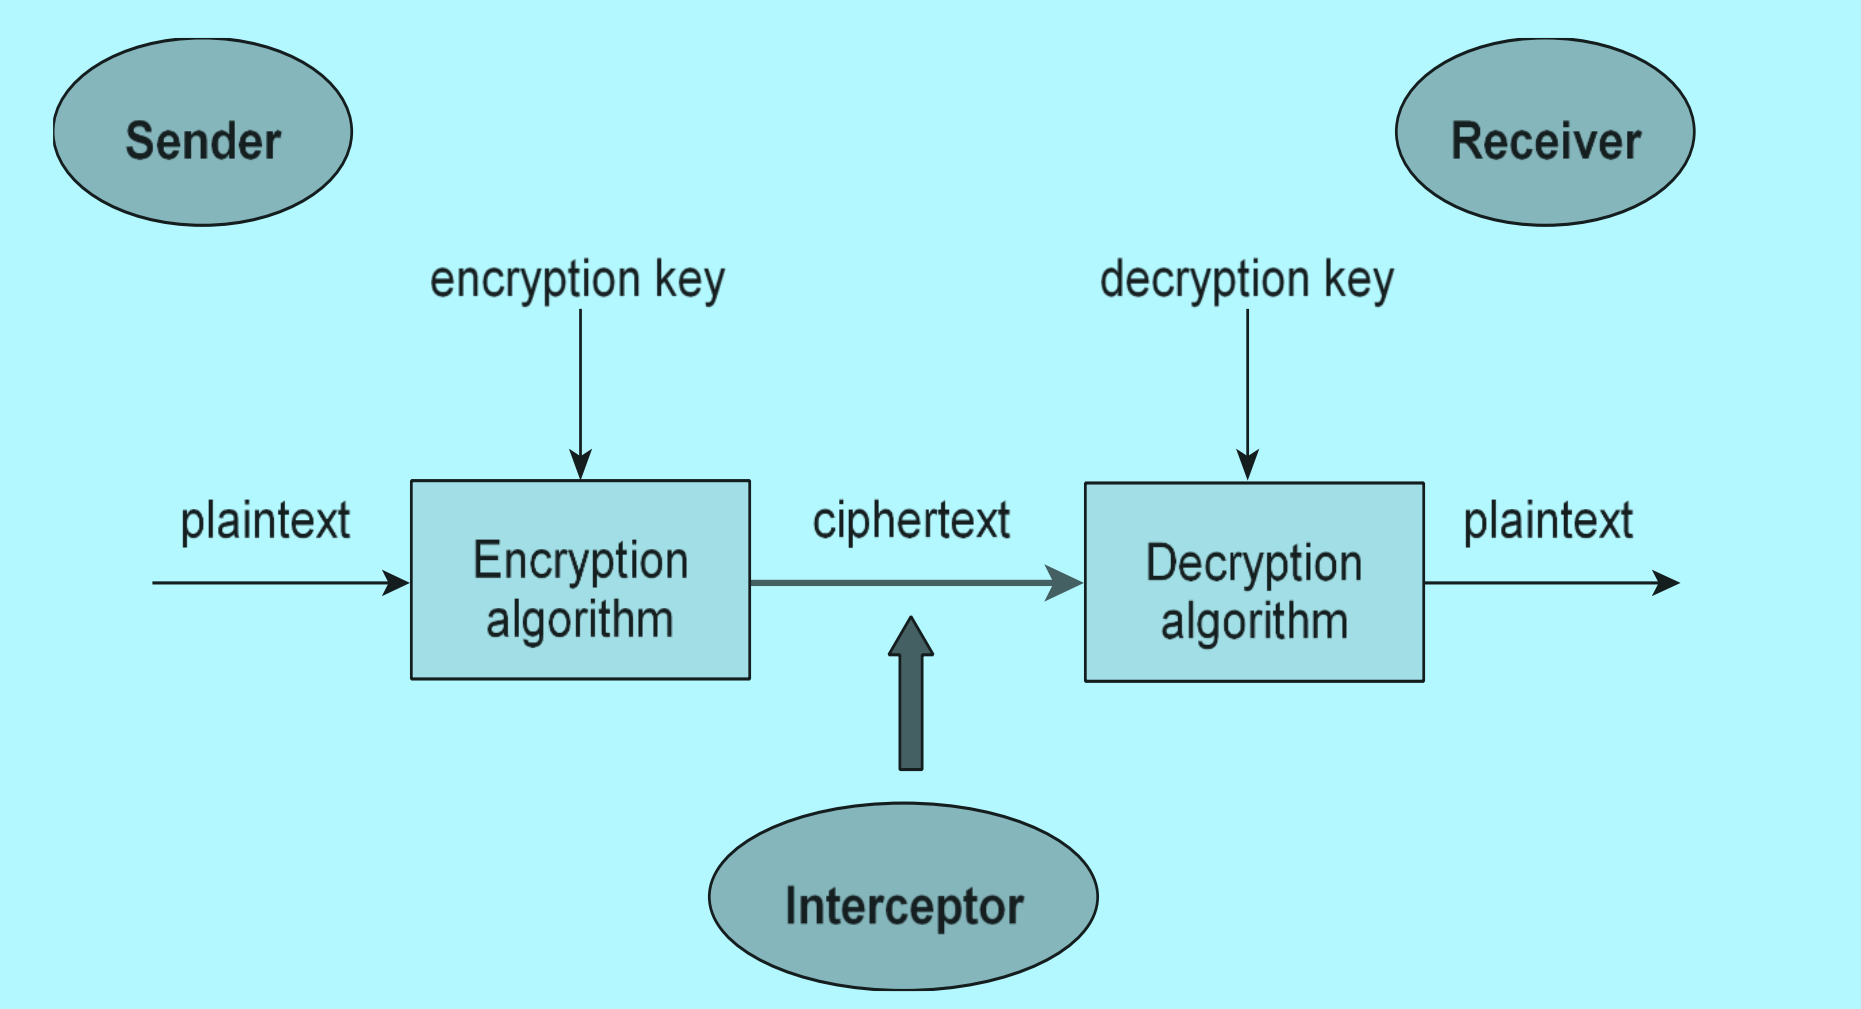 Sender
Receiver
encryption key
decryption key
plaintext
Encryption
algorithm
ciphertext
Decryption
algorithm
plaintext
Interceptor